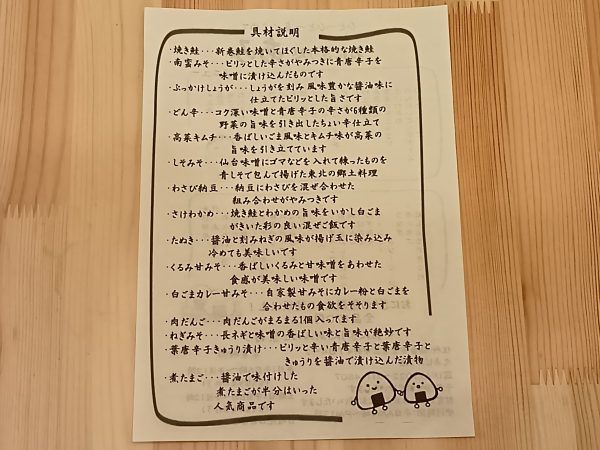 具材説明
・焼き鮭・・・新巻鮭を焼いてほぐした本格的な焼き鮭
・南蛮みそ・・・ピリッとした辛さがやみつきに青唐辛子を
味噌に漬け込んだものです
・ぶっかけしょうが・・・しょうがを刻み風味豊かな醤油味に
仕立てたピリッとした旨さです
・どん辛・・・コク深い味噌と青唐辛子の辛さが6種類の
野菜の旨味を引き出したちょい辛仕立て
・高菜キムチ・・・香ばしいごま風味とキムチ味が高菜の
旨味を引き立てています
・しそみそ・・・仙台味噌にゴマなどを入れて練ったものを
青しそで包んで揚げた東北の郷土料理
・わさび納豆・・・納豆にわさびを混ぜ合わせた
組み合わせがやみつきです
・さけわかめ・・・焼き鮭とわかめの旨味をいかし白ごま
がきいた彩の良い混ぜご飯です
・たぬき・・・醤油と刻みねぎの風味が揚げ玉に染み込み
冷めても美味しいです
・くるみ甘みそ・・・香ばしいくるみと甘味噌をあわせた
食感が美味しい味噌です
・白ごまカレー甘みそ・・・自家製甘みそにカレー粉と白ごまを
合わせたもの食欲をそそります
・肉だんご・・・肉だんごがまるまる1個入ってます
・ねぎみそ・・・長ネギと味噌の香ばしい味と旨味が絶妙です
・葉唐辛子きゅうり漬け・・・ピリッと辛い青唐辛子と葉唐辛子と
きゅうりを醤油で漬け込んだ漬物
・煮たまご・・・醤油で味付けした
煮たまごが半分はいった
人気商品です